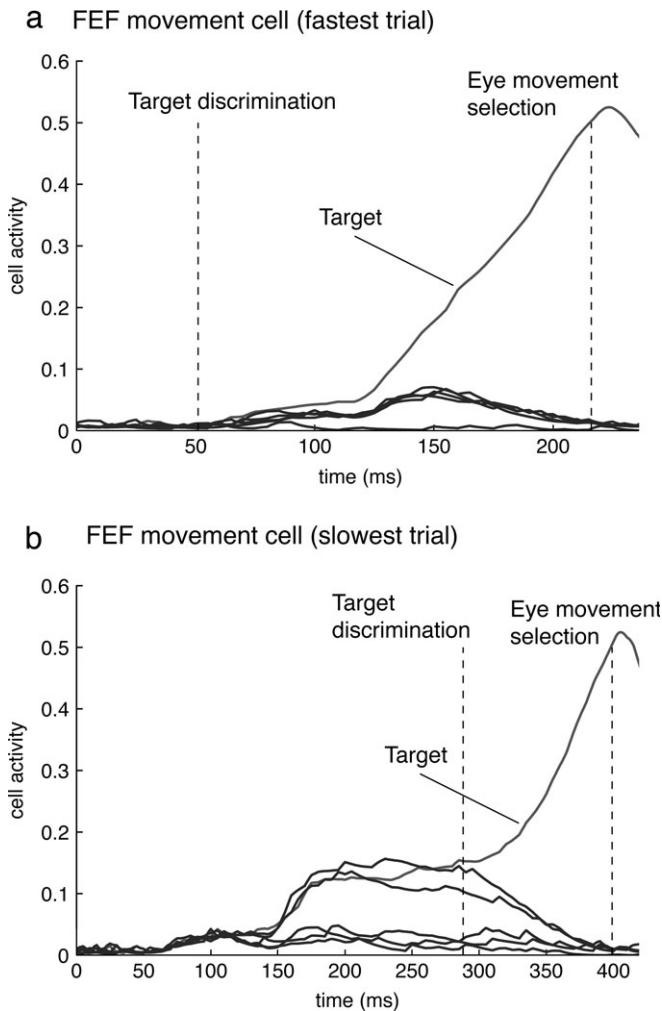 a FEF movement cell (fastest trial)
0.6
0.5
0.4
0.3
0.2
0.1
0
cell activity
Target discrimination
Eye movement
selection
Target
0 50 100 150 200
time (ms)
b FEF movement cell (slowest trial)
0.6
0.5
0.4
0.3
0.2
0.1
0
cell activity
Target
discrimination
Eye movement
selection
Target
0 50 100 150 200 250 300 350 400
time (ms)